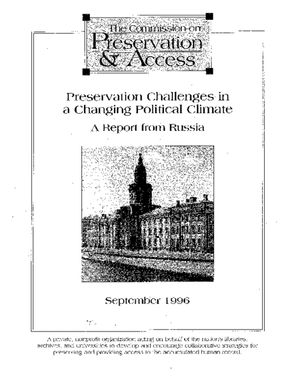 The Commission on
Preservation
& Access
Preservation Challenges in
a Changing Political Climate
A Report from Russia
September 1996
A private, nonprofit organization acting on behalf of the nation's libraries,
archives, and universities to develop and encourage collaborative strategies for
preserving and providing access to the accumulated human record.